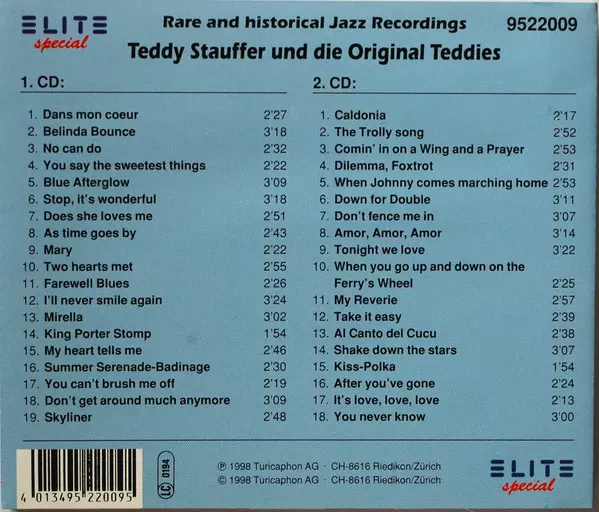 ELITE special
Rare and historical Jazz Recordings
9522009
Teddy Stauffer und die Original Teddies
1. CD:
1. Dans mon coeur 2'27
2. Belinda Bounce 3'18
3. No can do 2'32
4. You say the sweetest things 2'22
5. Blue Afterglow 3'09
6. Stop, it's wonderful 3'18
7. Does she loves me 2'51
8. As time goes by 2'43
9. Mary 2'22
10. Two hearts met 2'55
11. Farewell Blues 2'26
12. I'll never smile again 3'24
13. Mirella 3'02
14. King Porter Stomp 1'54
15. My heart tells me 2'46
16. Summer Serenade-Badinage 2'30
17. You can't brush me off 2'19
18. Don't get around much anymore 3'09
19. Skyliner 2'48
2. CD:
1. Caldonia 2'17
2. The Trolly song 2'52
3. Comin' in on a Wing and a Prayer 2'53
4. Dilemma, Foxtrot 2'31
5. When Johnny comes marching home 2'53
6. Down for Double 3'11
7. Don't fence me in 3'07
8. Amor, Amor, Amor 3'14
9. Tonight we love 3'22
10. When you go up and down on the
Ferry's Wheel 2'25
11. My Reverie 2'57
12. Take it easy 2'39
13. Al Canto del Cucu 2'38
14. Shake down the stars 3'07
15. Kiss-Polka 1'54
16. After you've gone 2'24
17. It's love, love, love 2'13
18. You never know 3'00
4 013495 220095
LC 0194
℗ 1998 Turicaphon AG · CH-8616 Riedikon/Zürich
© 1998 Turicaphon AG · CH-8616 Riedikon/Zürich
ELITE special